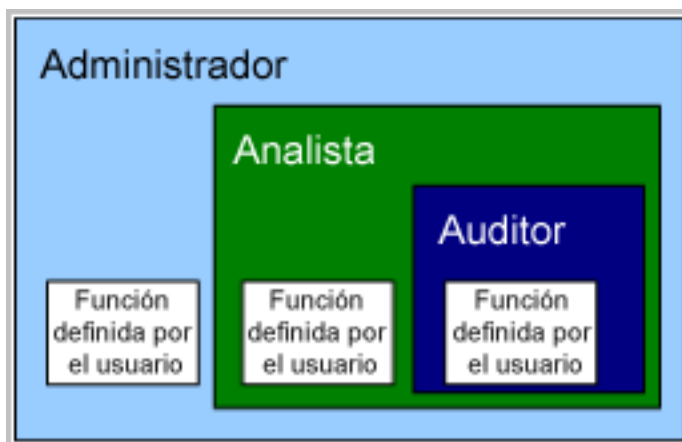 Administrador
Analista
Auditor
Función
definida por
el usuario
Función
definida por
el usuario
Función
definida por
el usuario